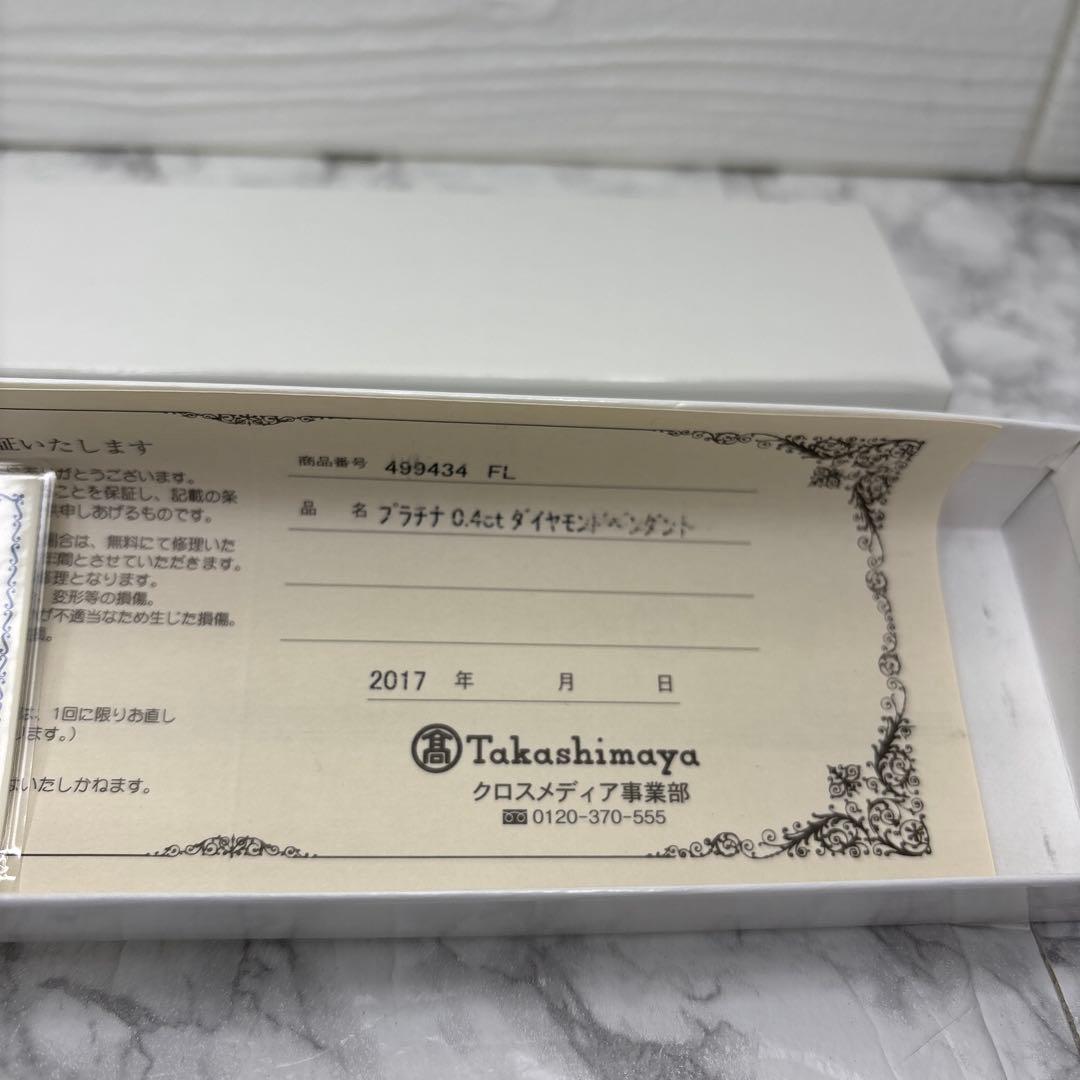 証いたします
ありがとうございます。
ことを保証し、記載の条
申しあげるものです。
場合は、無料にて修理いた
年間とさせていただきます。
修理となります。
変形等の損傷。
不適当なため生じた損傷。
1回に限りお直し
ます。)
いたしかねます。
商品番号 499434 FL
品 名 プラチナ 0.4ct ダイヤモンドペンダント
2017 年 月 日
髙 Takashimaya
クロスメディア事業部
0120-370-555